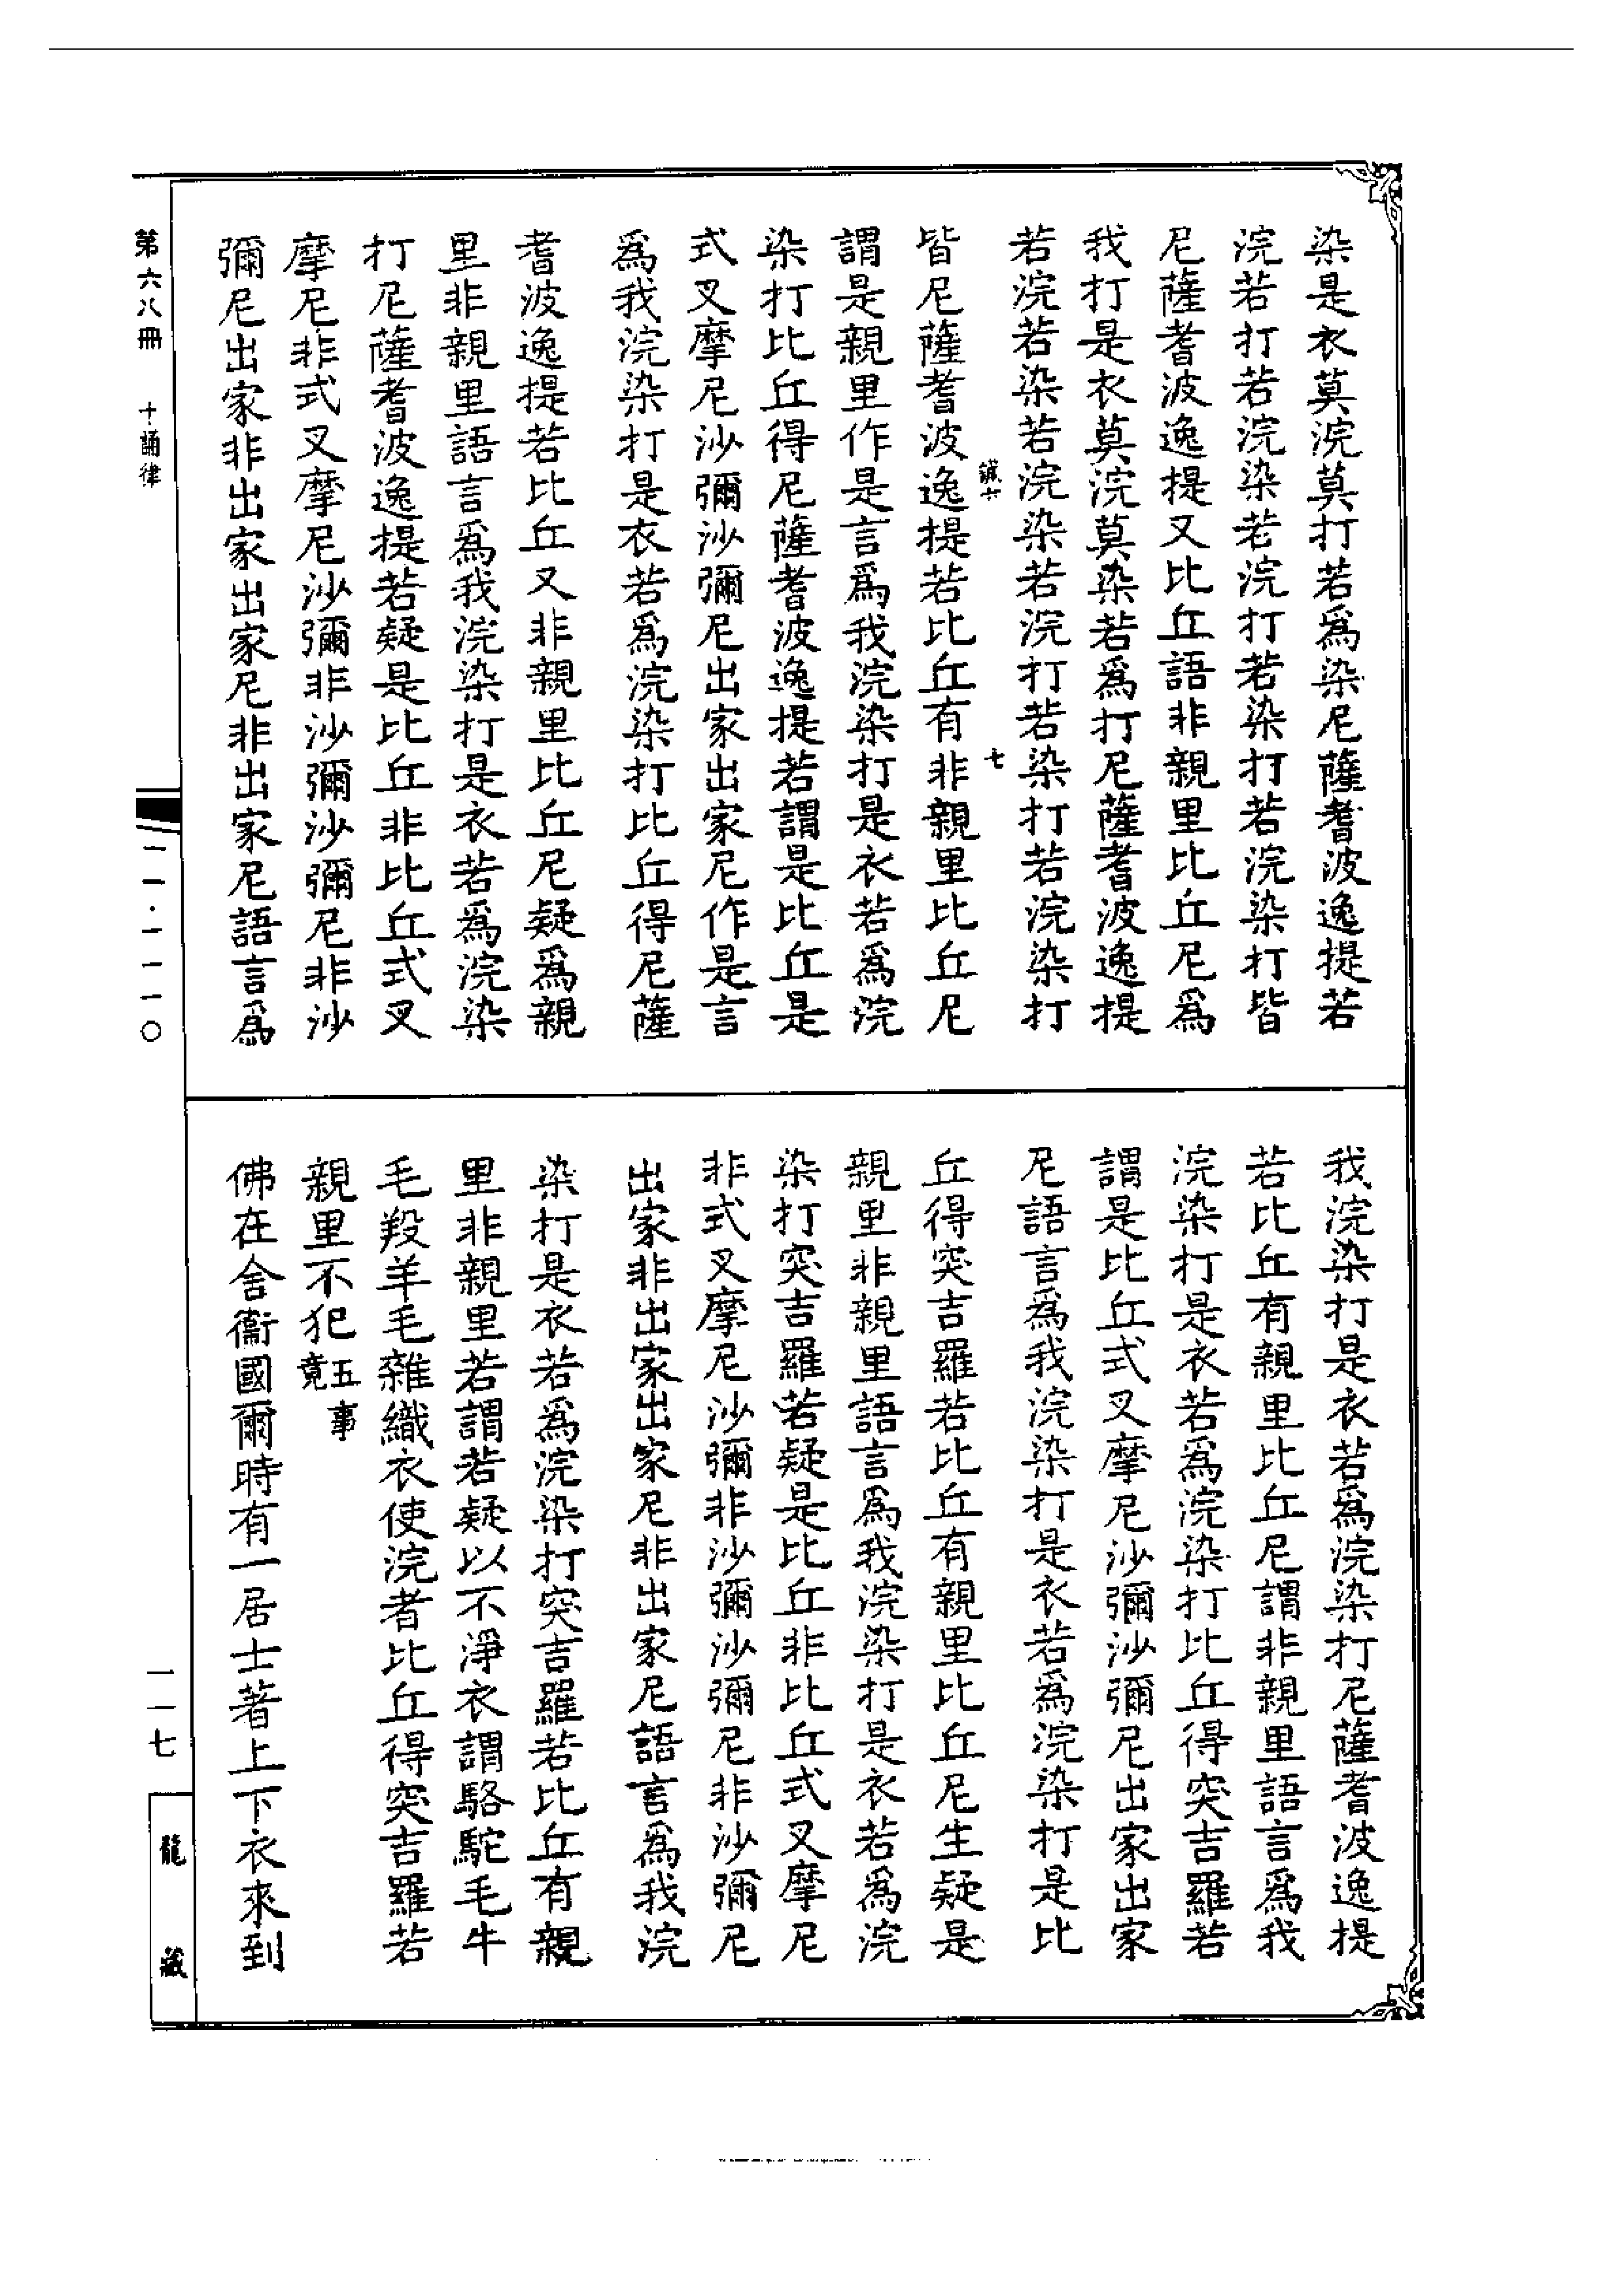 染是衣莫浣莫打若爲染尼薩耆波逸提若
浣若打若浣染若浣打若染打若浣染打皆
尼薩耆波逸提又比丘語非親里比丘尼爲
我打是衣莫浣莫染若爲打尼薩耆波逸提
若浣若染若浣染若浣打若染打若浣染打
誠十 七
皆尼薩耆波逸提若比丘有非親里比丘尼
謂是親里作是言爲我浣染打是衣若爲浣
染打比丘得尼薩耆波逸提若謂是比丘是
式叉摩尼沙彌沙彌尼出家出家尼作是言
爲我浣染打是衣若爲浣染打比丘得尼薩
耆波逸提若比丘又非親里比丘尼疑爲親
里非親里語言爲我浣染打是衣若爲浣染
打尼薩耆波逸提若疑是比丘非比丘式叉
摩尼非式叉摩尼沙彌非沙彌沙彌尼非沙
彌尼出家非出家出家尼非出家尼語言爲
我浣染打是衣若爲浣染打尼薩耆波逸提
若比丘有親里比丘尼謂非親里語言爲我
浣染打是衣若爲浣染打比丘得突吉羅若
謂是比丘式叉摩尼沙彌沙彌尼出家出家
尼語言爲我浣染打是衣若爲浣染打是比
丘得突吉羅若比丘有親里比丘尼生疑是
親里非親里語言爲我浣染打是衣若爲浣
染打突吉羅若疑是比丘非比丘式叉摩尼
非式叉摩尼沙彌非沙彌沙彌尼非沙彌尼
出家非出家出家尼非出家尼語言爲我浣
染打是衣若爲浣染打突吉羅若比丘有親
里非親里若謂若疑以不淨衣謂駱駝毛牛
毛羖羊毛雜織衣使浣者比丘得突吉羅若
親里不犯五事竟
佛在舍衞國爾時有一居士著上下衣來到
第六八冊 十誦律
二一·一一一〇
一一七
龍藏